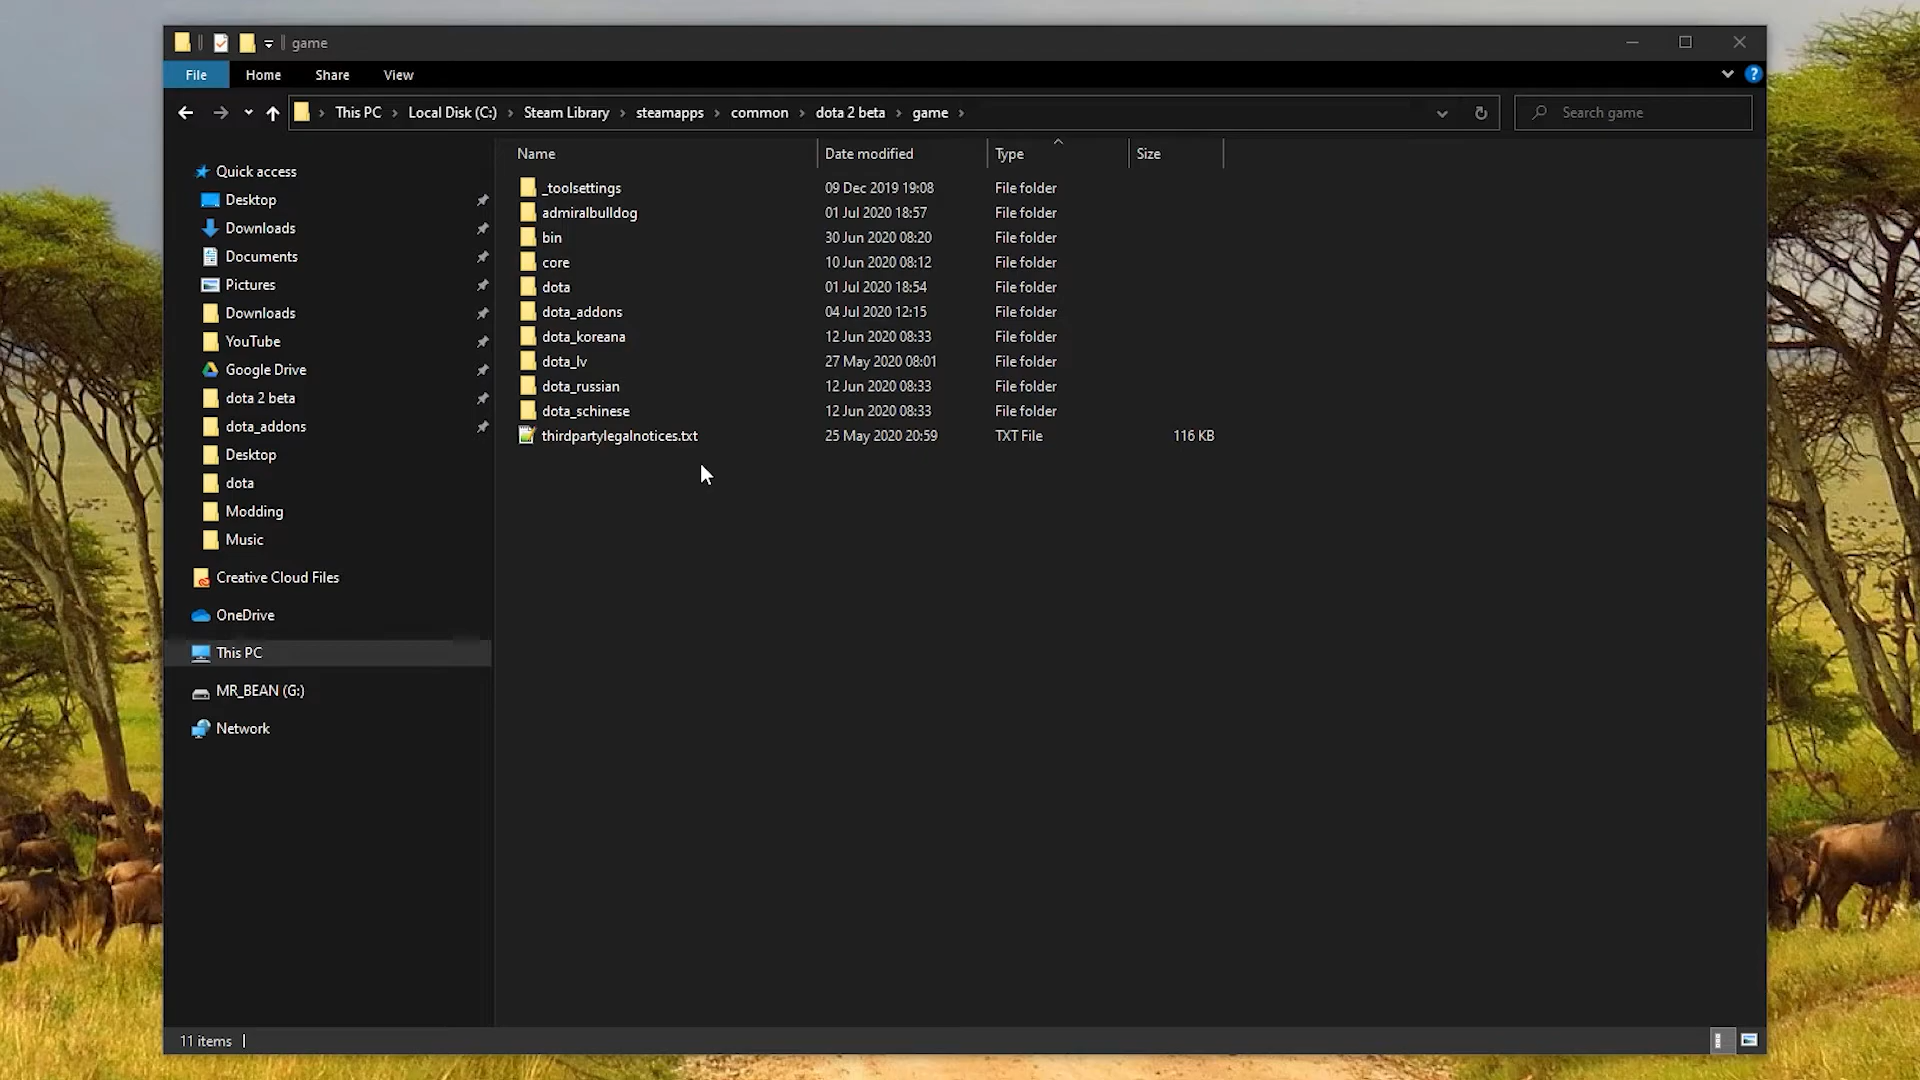 game
File Home Share View
This PC Local Disk (C:) Steam Library steamapps common dota 2 beta game Search game
Name Date modified Type Size
Quick access
Desktop
Downloads
Documents
Pictures
Downloads
YouTube
Google Drive
dota 2 beta
dota_addons
Desktop
dota
Modding
Music
Creative Cloud Files
OneDrive
This PC
MR_BEAN (G:)
Network
_toolsettings 09 Dec 2019 19:08 File folder
admiralbulldog 01 Jul 2020 18:57 File folder
bin 30 Jun 2020 08:20 File folder
core 10 Jun 2020 08:12 File folder
dota 01 Jul 2020 18:54 File folder
dota_addons 04 Jul 2020 12:15 File folder
dota_koreana 12 Jun 2020 08:33 File folder
dota_lv 27 May 2020 08:01 File folder
dota_russian 12 Jun 2020 08:33 File folder
dota_schinese 12 Jun 2020 08:33 File folder
thirdpartylegalnotices.txt 25 May 2020 20:59 TXT File 116 KB
11 items